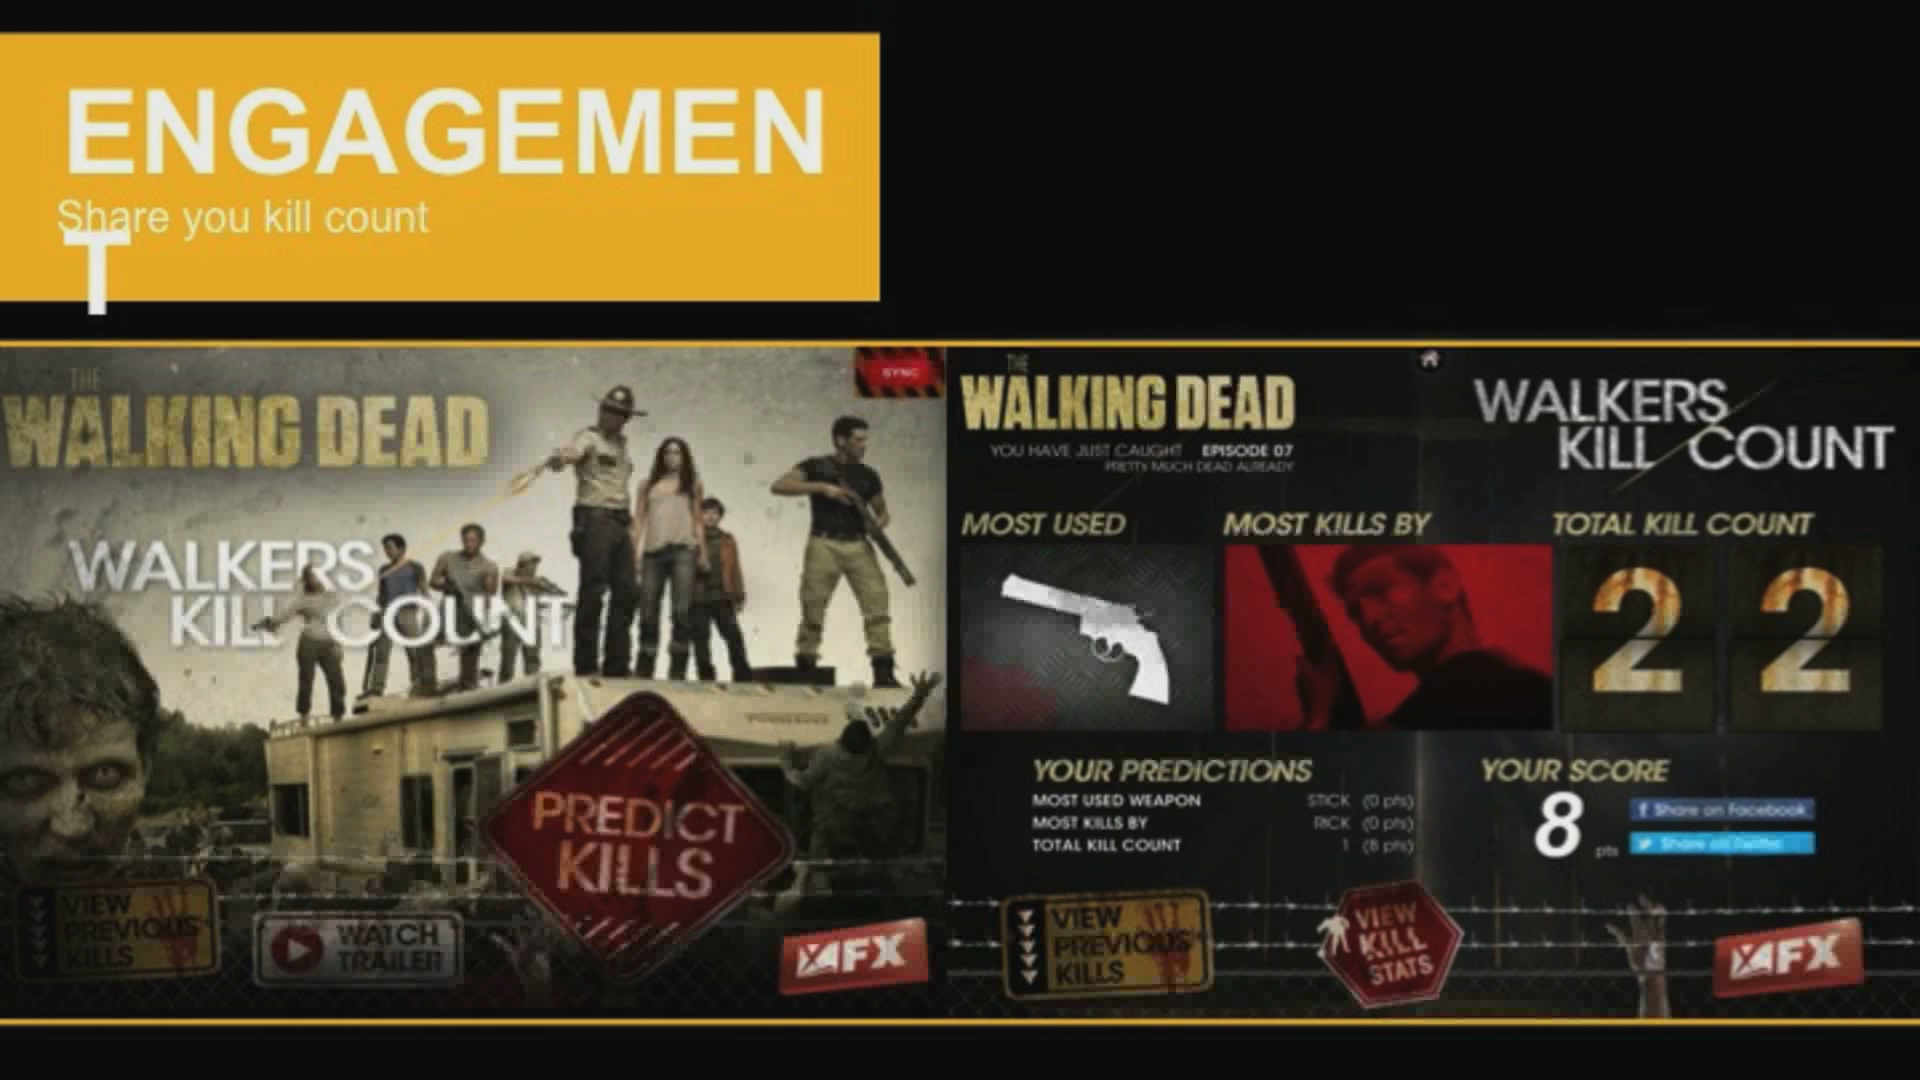 ENGAGEMEN
Share you kill count
T
THE
WALKING DEAD
SYNC
WALKERS
KILL COUNT
PREDICT
KILLS
VIEW
PREVIOUS
KILLS
WATCH
TRAILER
FX
THE
WALKING DEAD
YOU HAVE JUST CAUGHT EPISODE 07
PRETTY MUCH DEAD ALREADY
WALKERS
KILL COUNT
MOST USED
MOST KILLS BY
TOTAL KILL COUNT
2 2
YOUR PREDICTIONS
MOST USED WEAPON STICK (0 pts)
MOST KILLS BY RICK (0 pts)
TOTAL KILL COUNT 1 (8 pts)
YOUR SCORE
8 pts
Share on Facebook
Share on Twitter
VIEW
PREVIOUS
KILLS
VIEW
KILL
STATS
FX